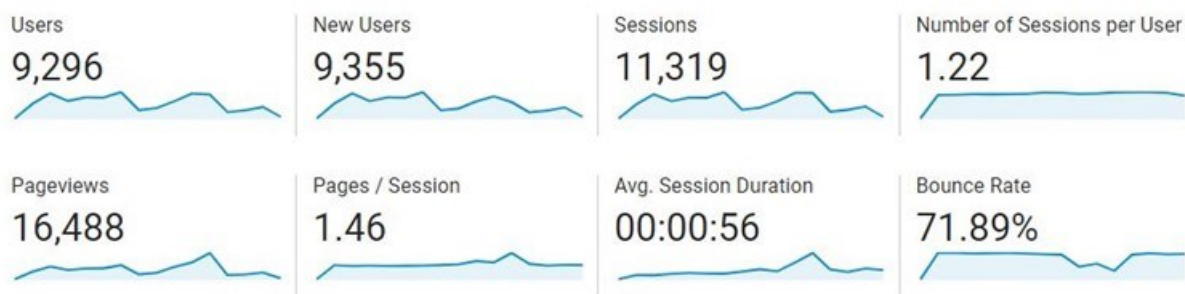 Users
9,296
New Users
9,355
Sessions
11,319
Number of Sessions per User
1.22
Pageviews
16,488
Pages / Session
1.46
Avg. Session Duration
00:00:56
Bounce Rate
71.89%